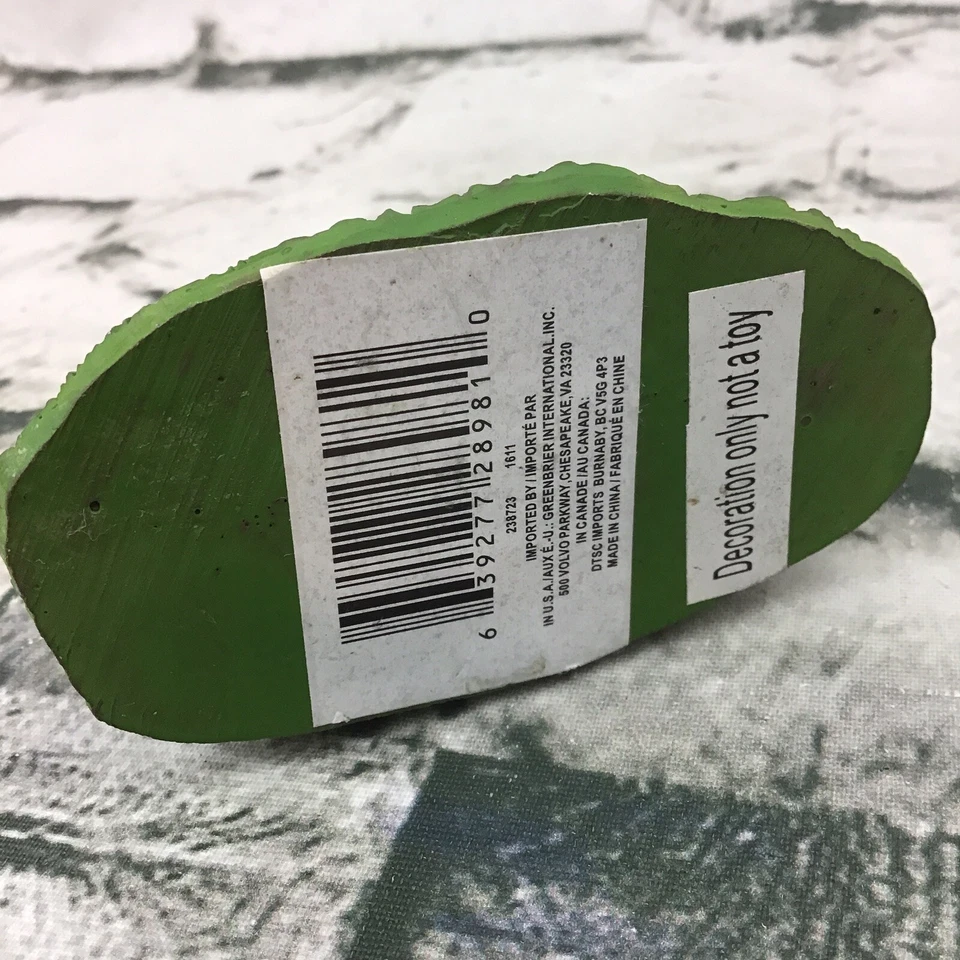 6 39277 28981 0
238723 1611
IMPORTED BY / IMPORTÉ PAR
IN U.S.A./AUX É.-U.: GREENBRIER INTERNATIONAL.INC.
500 VOLVO PARKWAY,CHESAPEAKE,VA 23320
IN CANADE /AU CANADA:
DTSC IMPORTS BURNABY, BC V5G 4P3
MADE IN CHINA / FABRIQUÉ EN CHINE
Decoration only not a toy